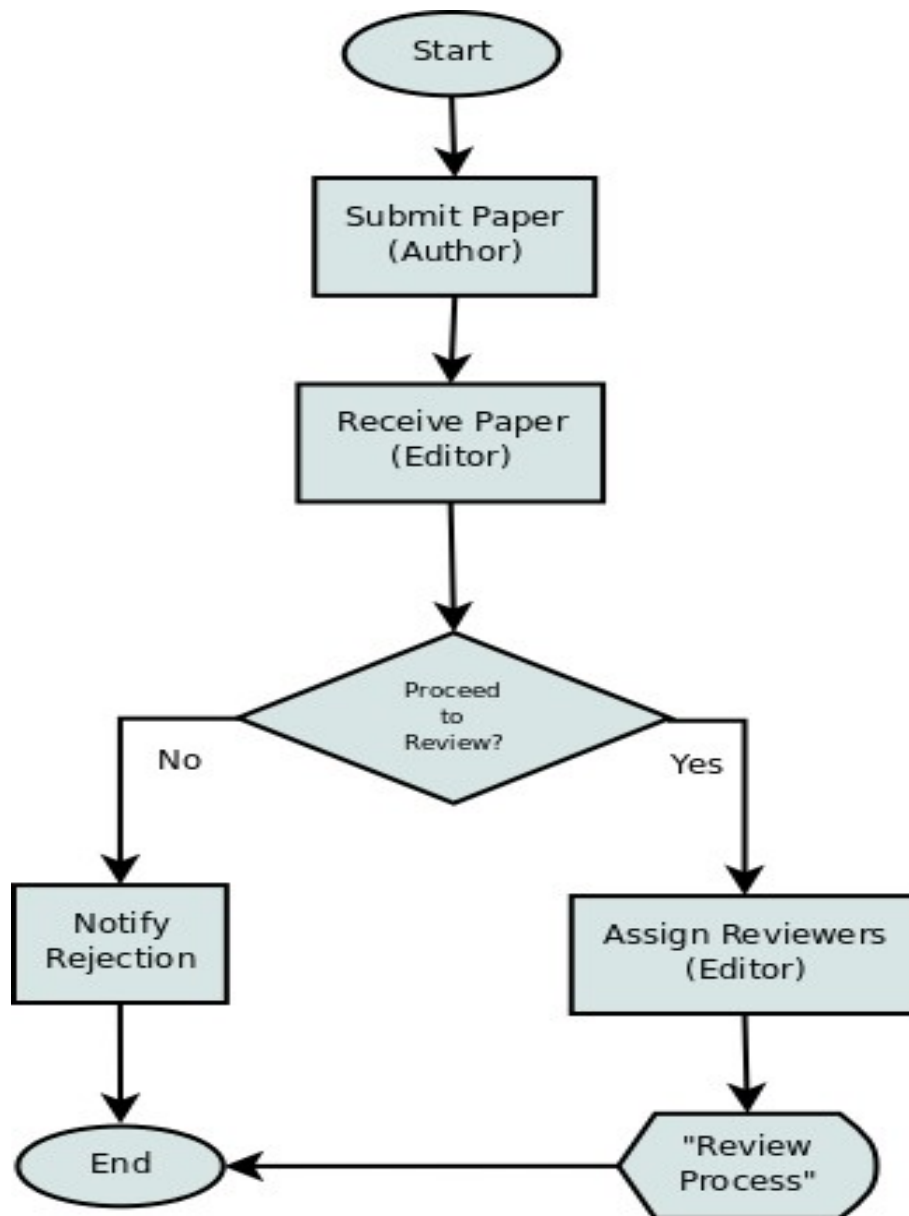 Start
Submit Paper
(Author)
Receive Paper
(Editor)
Proceed
to
Review?
No
Yes
Notify
Rejection
Assign Reviewers
(Editor)
End
"Review
Process"